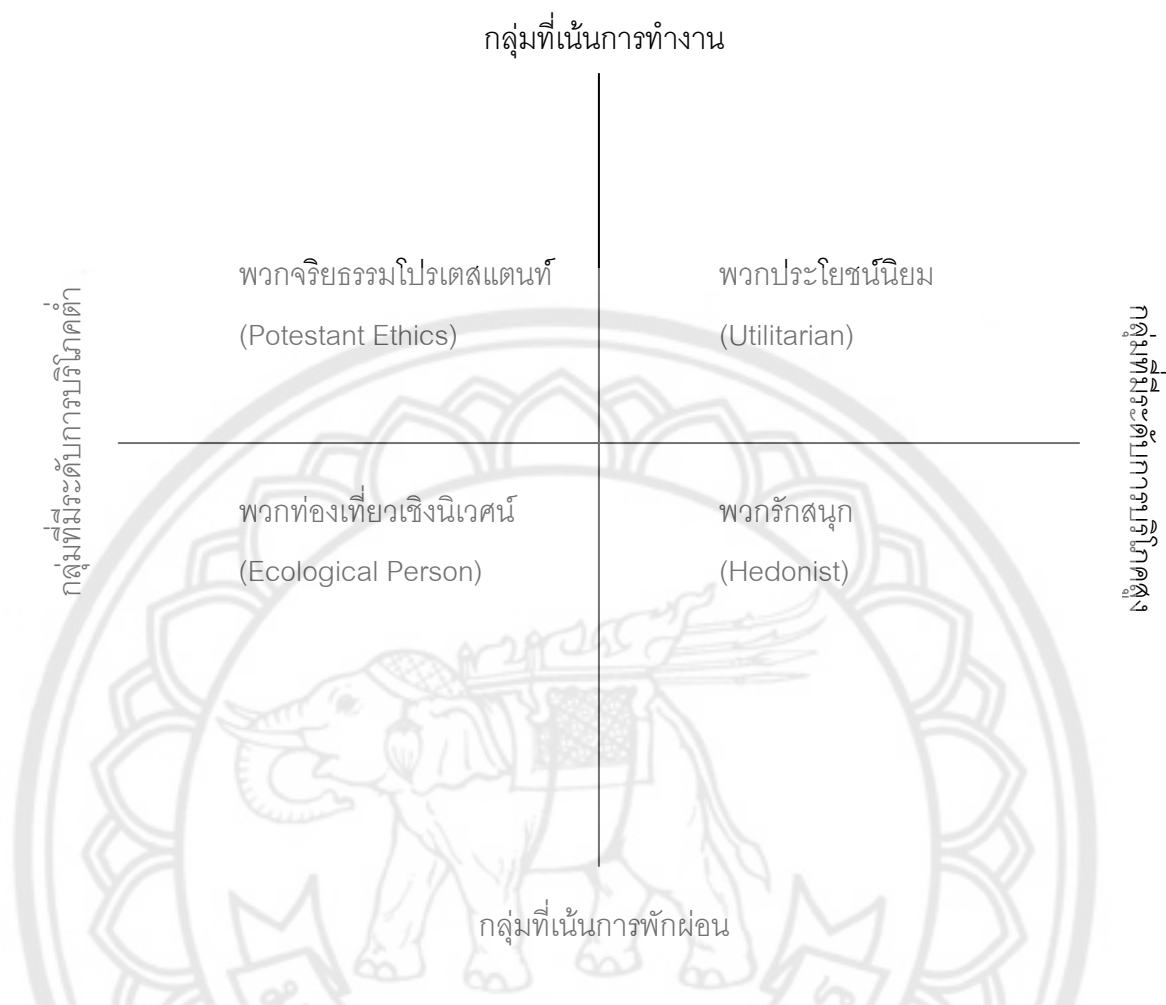 กลุ่มที่เน้นการทำงาน
พวกจริยธรรมโปรเตสแตนท์
(Potestant Ethics)
พวกประโยชน์นิยม
(Utilitarian)
กลุ่มที่มีระดับการบริโภคต่ำ
กลุ่มที่มีระดับการบริโภคสูง
พวกท่องเที่ยวเชิงนิเวศน์
(Ecological Person)
พวกรักสนุก
(Hedonist)
กลุ่มที่เน้นการพักผ่อน